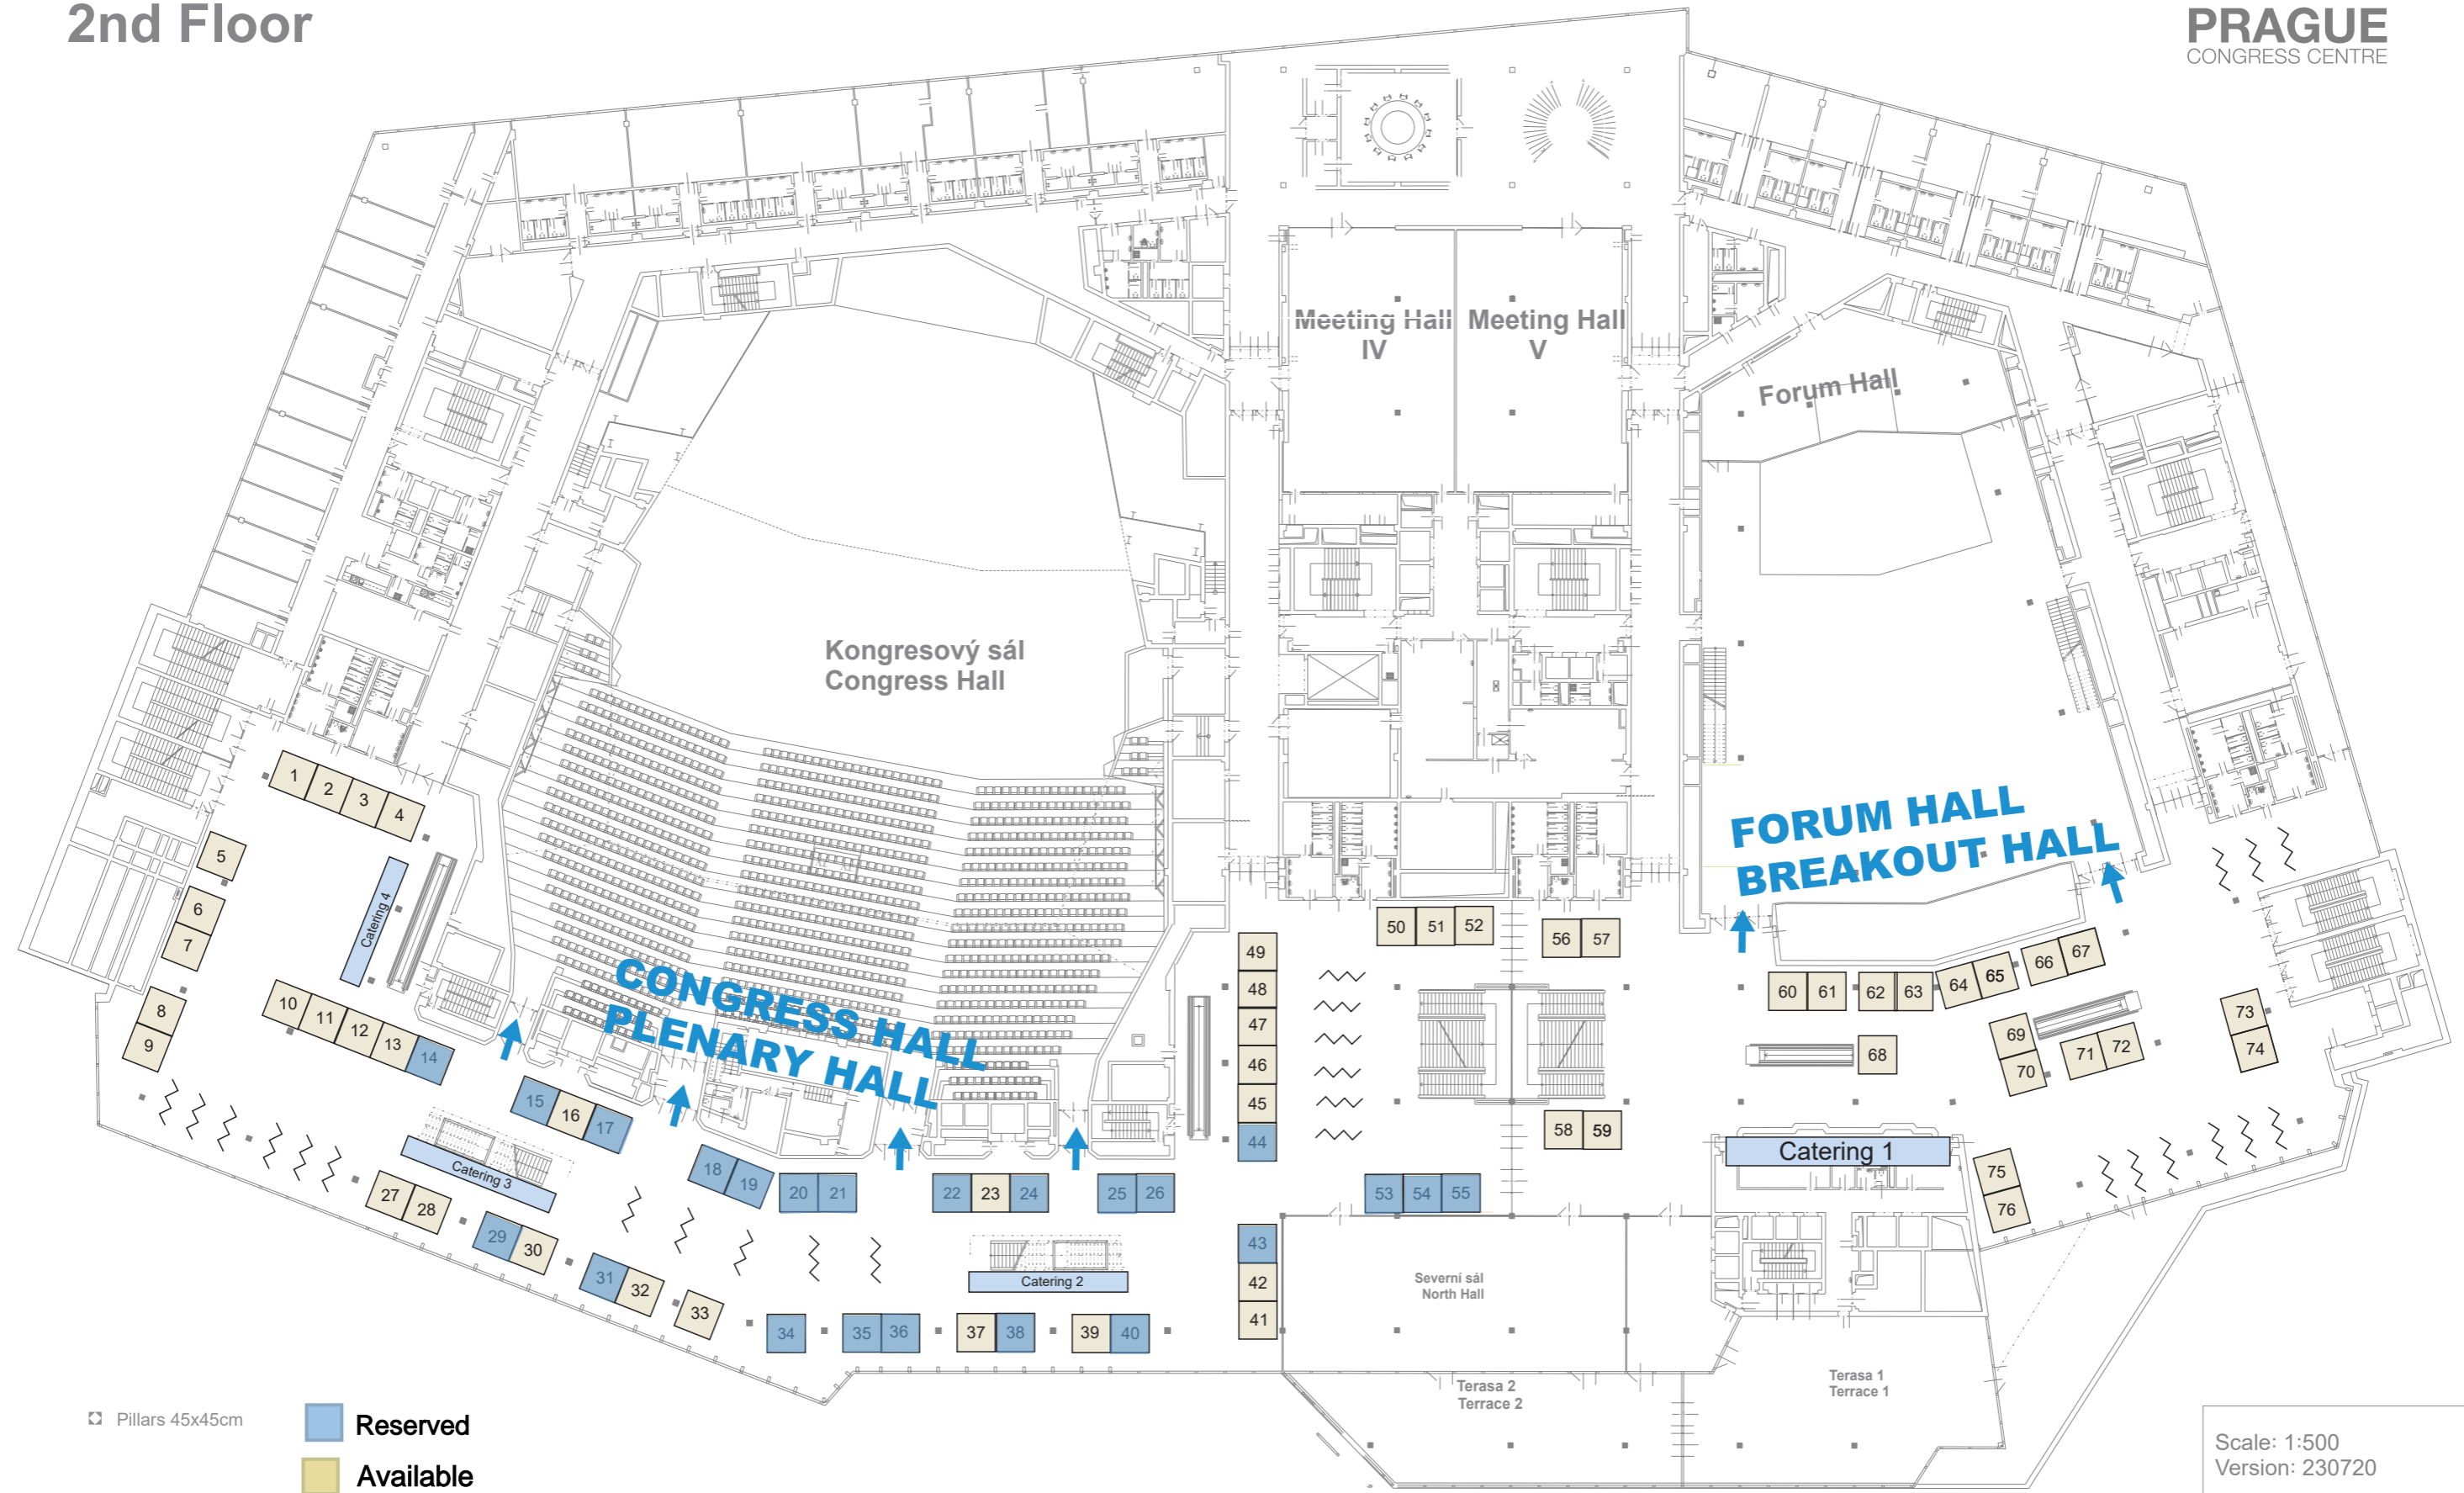 2nd Floor
PRAGUE
CONGRESS CENTRE
Meeting Hall
IV
Meeting Hall
V
Forum Hall
Kongresový sál
Congress Hall
FORUM HALL
BREAKOUT HALL
CONGRESS HALL
PLENARY HALL
1
2
3
4
5
6
7
8
9
Catering 4
10
11
12
13
14
15
16
17
18
19
20
21
22
23
24
25
26
Catering 3
27
28
29
30
31
32
33
34
35
36
37
38
39
40
Catering 2
49
48
47
46
45
44
43
42
41
50
51
52
56
57
58
59
53
54
55
60
61
62
63
64
65
66
67
68
69
70
71
72
73
74
75
76
Catering 1
Severní sál
North Hall
Terasa 2
Terrace 2
Terasa 1
Terrace 1
Pillars 45x45cm
Reserved
Available
Scale: 1:500
Version: 230720